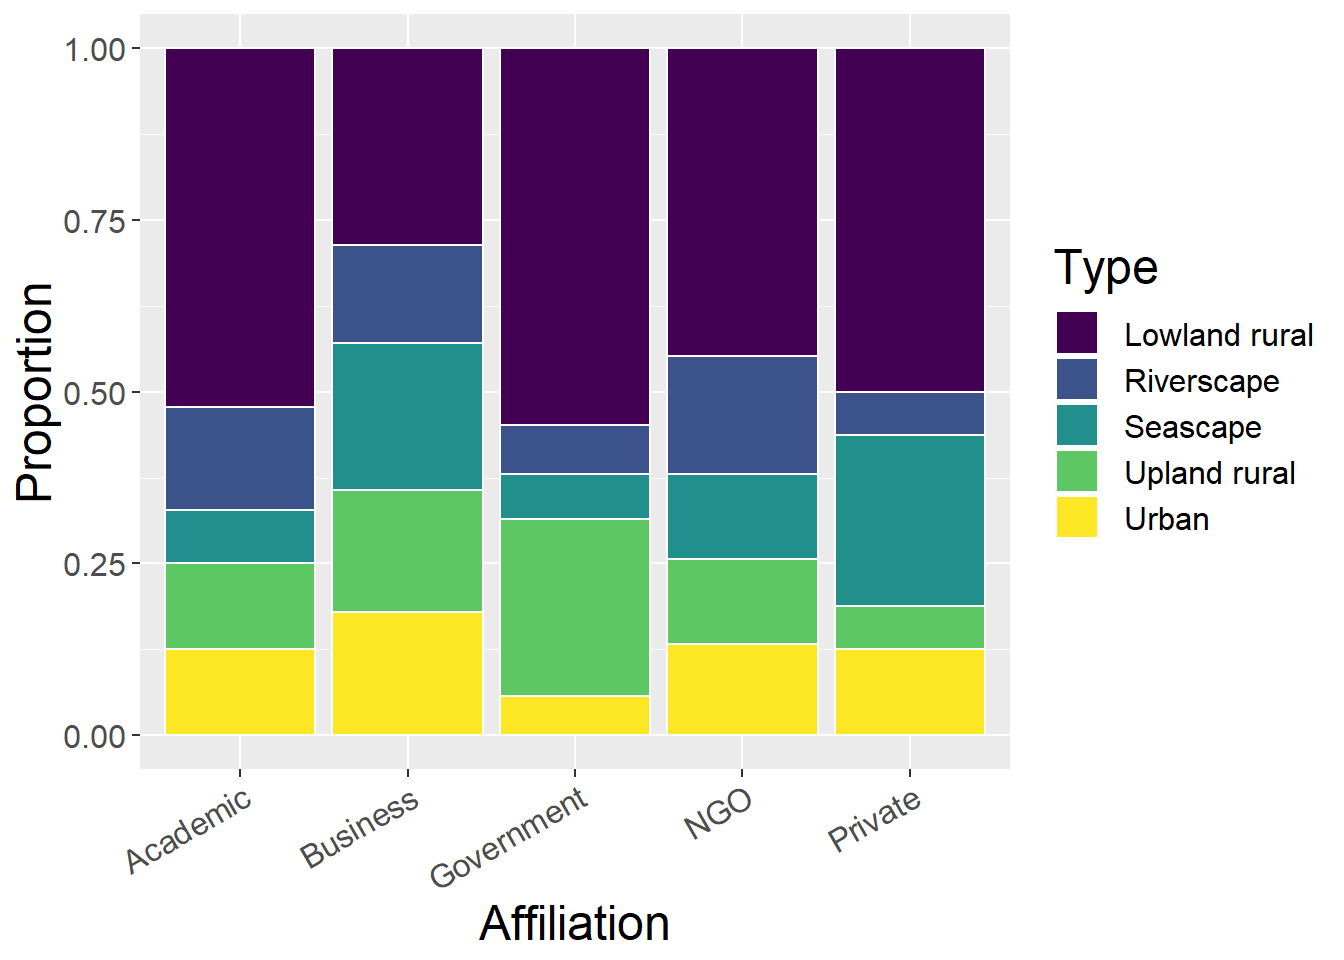 1.00
0.75
0.50
0.25
0.00
Proportion
Academic
Business
Government
NGO
Private
Affiliation
Type
Lowland rural
Riverscape
Seascape
Upland rural
Urban